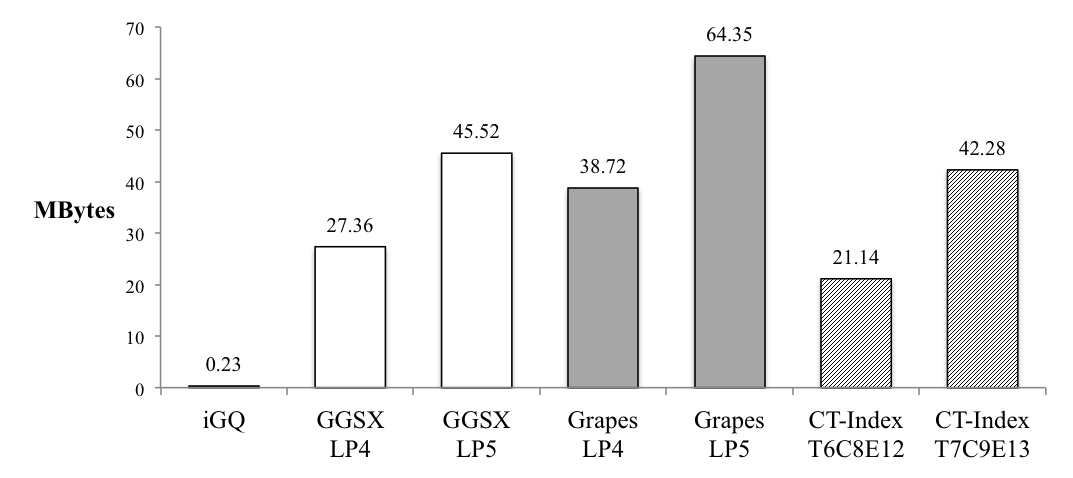 70
60
50
40
30
20
10
0
MBytes
0.23
27.36
45.52
38.72
64.35
21.14
42.28
iGQ
GGSX
LP4
GGSX
LP5
Grapes
LP4
Grapes
LP5
CT-Index
T6C8E12
CT-Index
T7C9E13